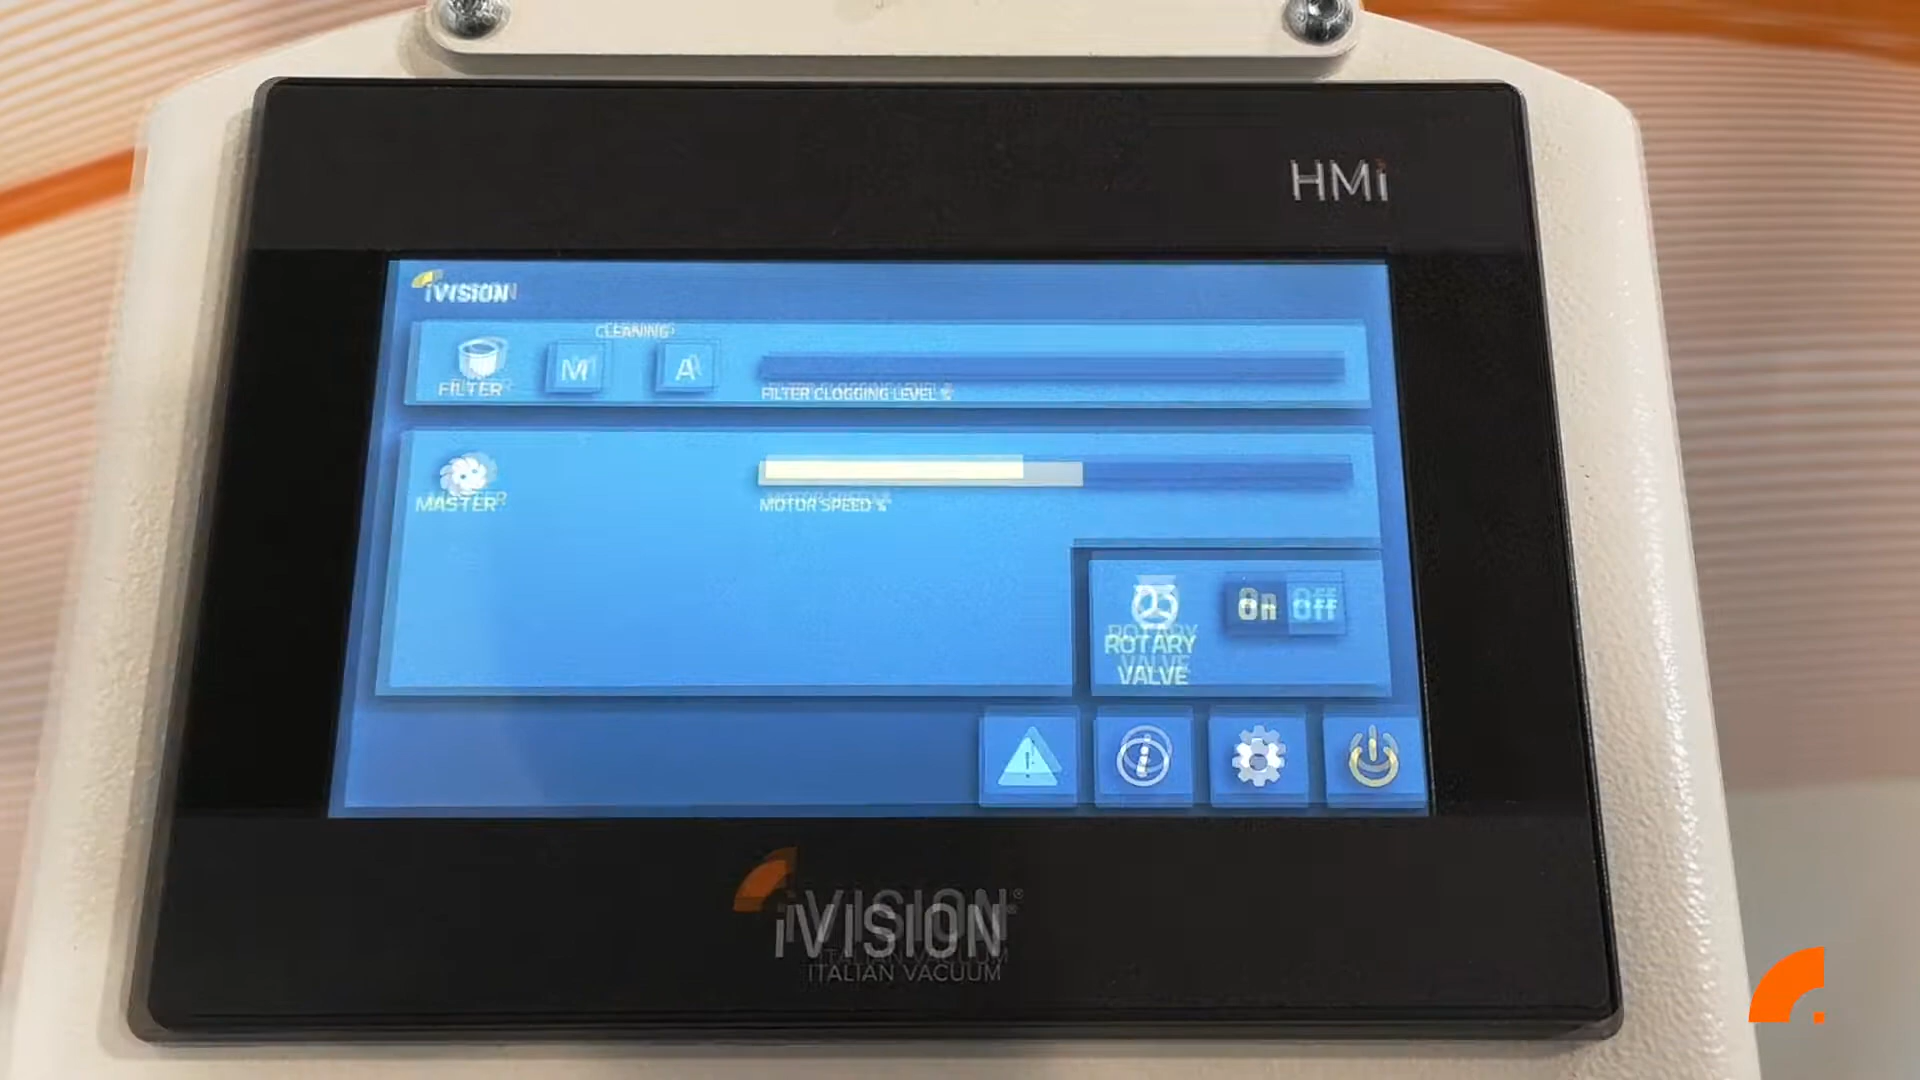 HMi
iVISION
CLEANING
M A
FILTER
FILTER CLOGGING LEVEL %
MASTER
MOTOR SPEED %
On Off
ROTARY
VALVE
iVISION®
ITALIAN VACUUM